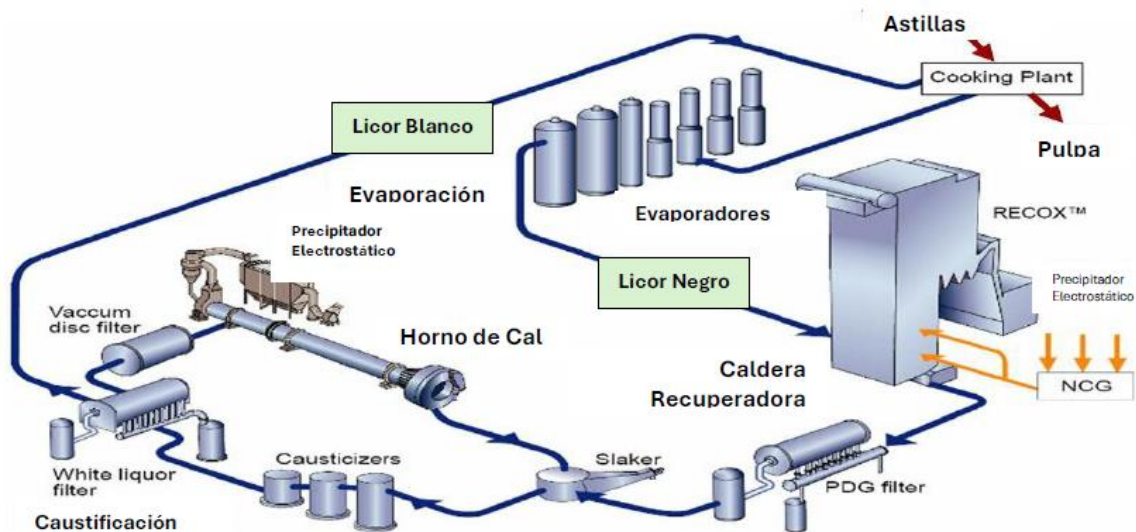 Astillas
Cooking Plant
Pulpa
Licor Blanco
Evaporación
Evaporadores
RECOX™
Precipitador
Electrostático
Precipitador
Electrostático
Licor Negro
Vaccum
disc filter
Horno de Cal
Caldera
Recuperadora
NCG
White liquor
filter
Causticizers
Slaker
PDG filter
Caustificación